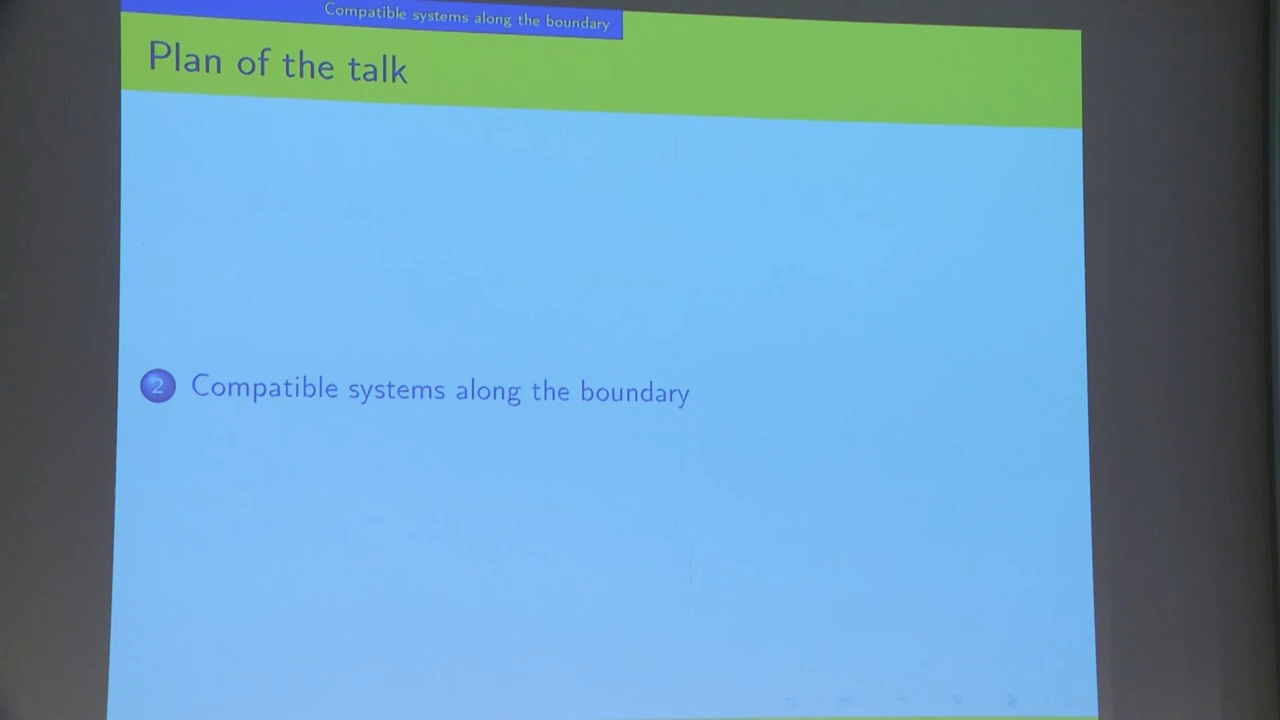 Compatible systems along the boundary
Plan of the talk
2 Compatible systems along the boundary